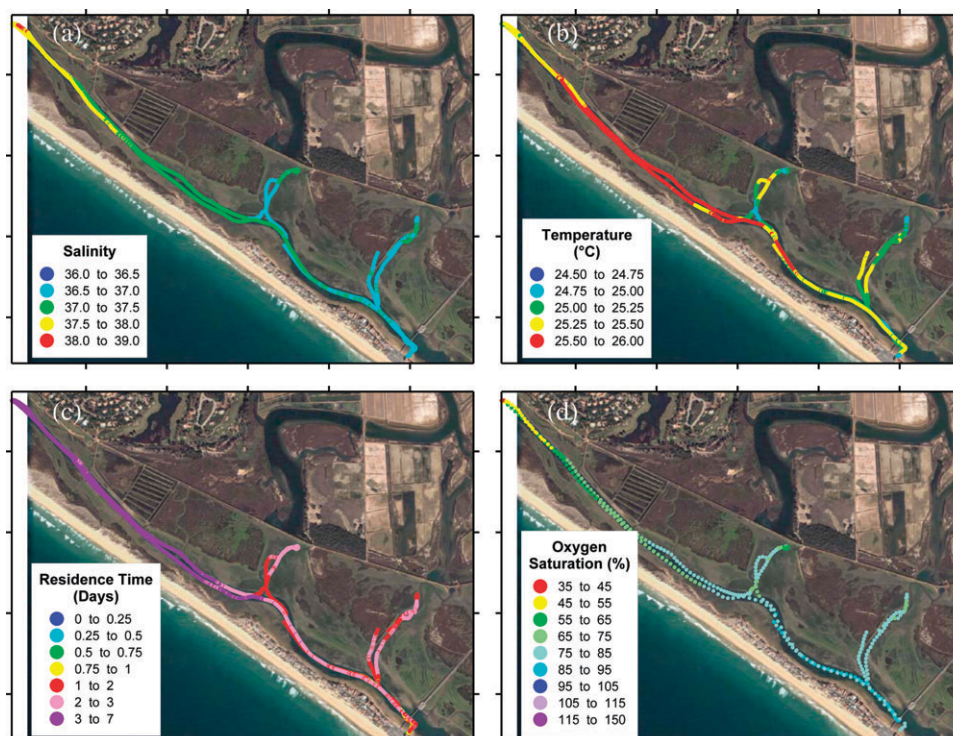 (a)
Salinity
36.0 to 36.5
36.5 to 37.0
37.0 to 37.5
37.5 to 38.0
38.0 to 39.0
(b)
Temperature
(°C)
24.50 to 24.75
24.75 to 25.00
25.00 to 25.25
25.25 to 25.50
25.50 to 26.00
(c)
Residence Time
(Days)
0 to 0.25
0.25 to 0.5
0.5 to 0.75
0.75 to 1
1 to 2
2 to 3
3 to 7
(d)
Oxygen
Saturation (%)
35 to 45
45 to 55
55 to 65
65 to 75
75 to 85
85 to 95
95 to 105
105 to 115
115 to 150